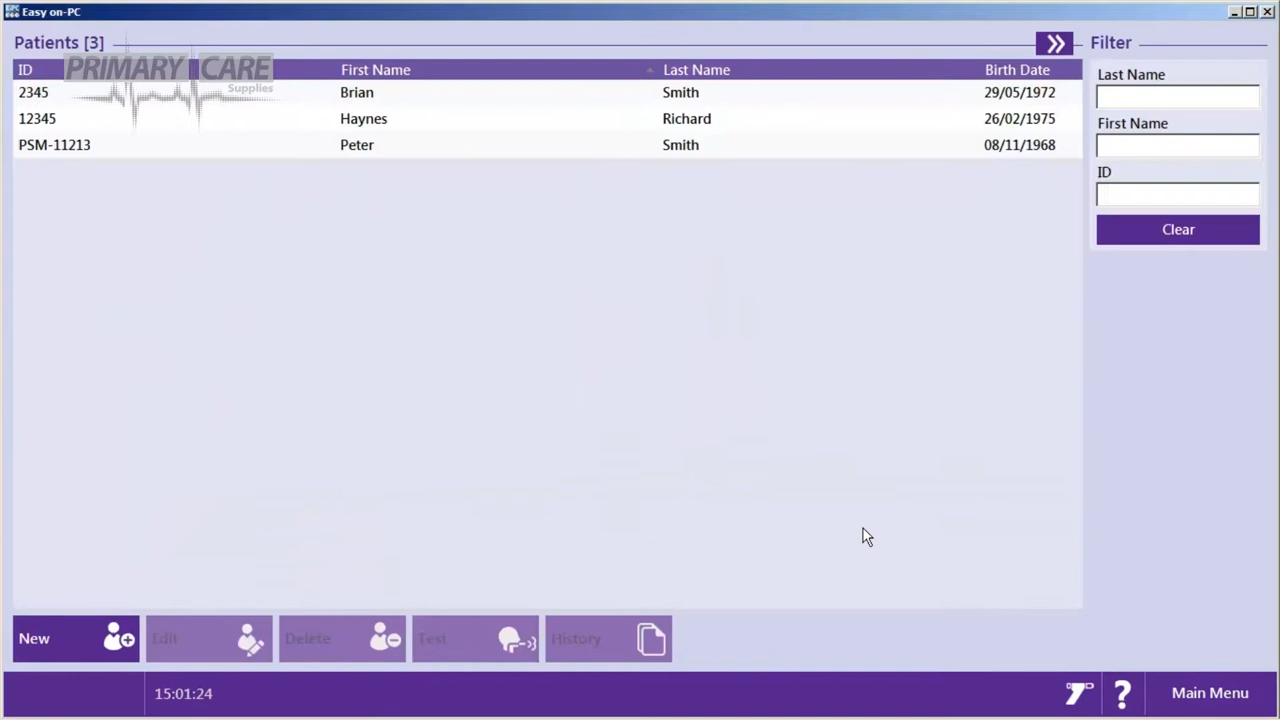 Easy on-PC
Patients [3]
Filter
PRIMARY CARE
Supplies
ID First Name Last Name Birth Date
2345 Brian Smith 29/05/1972
12345 Haynes Richard 26/02/1975
PSM-11213 Peter Smith 08/11/1968
Last Name
First Name
ID
Clear
New Edit Delete Test History
15:01:24 ? Main Menu